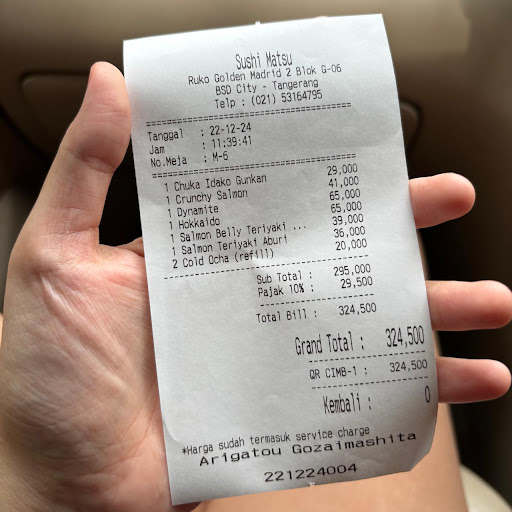 Sushi Matsu
Ruko Golden Madrid 2 Blok G-06
BSD City - Tangerang
Telp : (021) 53164795
Tanggal : 22-12-24
Jam : 11:39:41
No.Meja : M-6
1 Chuka Idako Gunkan 29,000
1 Crunchy Salmon 41,000
1 Dynamite 65,000
1 Hokkaido 65,000
1 Salmon Belly Teriyaki ... 39,000
1 Salmon Teriyaki Aburi 36,000
2 Cold Ocha (refill) 20,000
Sub Total : 295,000
Pajak 10% : 29,500
Total Bill : 324,500
Grand Total : 324,500
QR CIMB-1 : 324,500
Kembali : 0
*Harga sudah termasuk service charge
Arigatou Gozaimashita
221224004